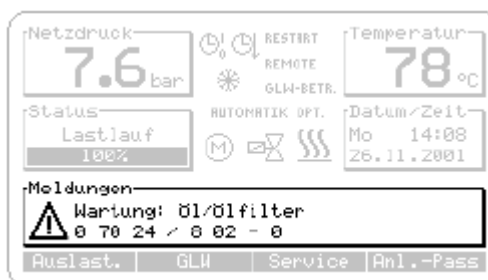 Netzdruck
7.6 bar
RESTART
REMOTE
GLW-BETR.
Temperatur
78 °C
Status
Lastlauf
100%
AUTOMATIK OPT.
M
Datum/Zeit
Mo 14:08
26.11.2001
Meldungen
Wartung: Öl/Ölfilter
0 70 24 / 8 02 - 0
Auslast. GLW Service Anl.-Pass